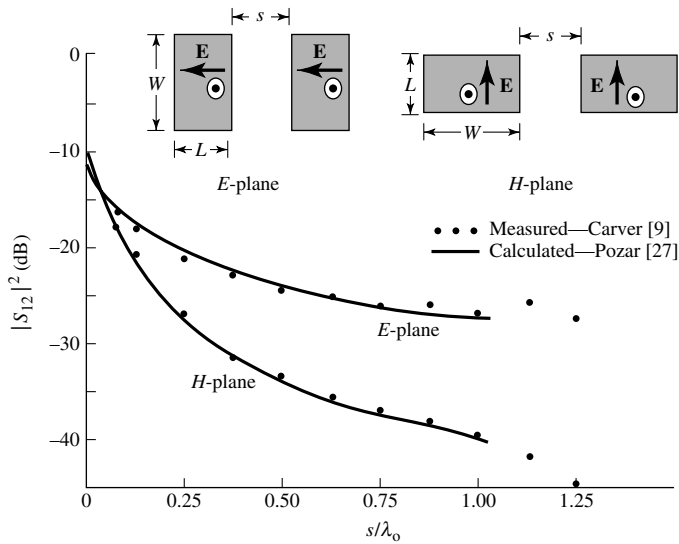 s
s
E
E
W
L
L
E
E
W
E-plane
H-plane
Measured—Carver [9]
Calculated—Pozar [27]
E-plane
H-plane
|S₁₂|² (dB)
0
−10
−20
−30
−40
0
0.25
0.50
0.75
1.00
1.25
s/λₒ